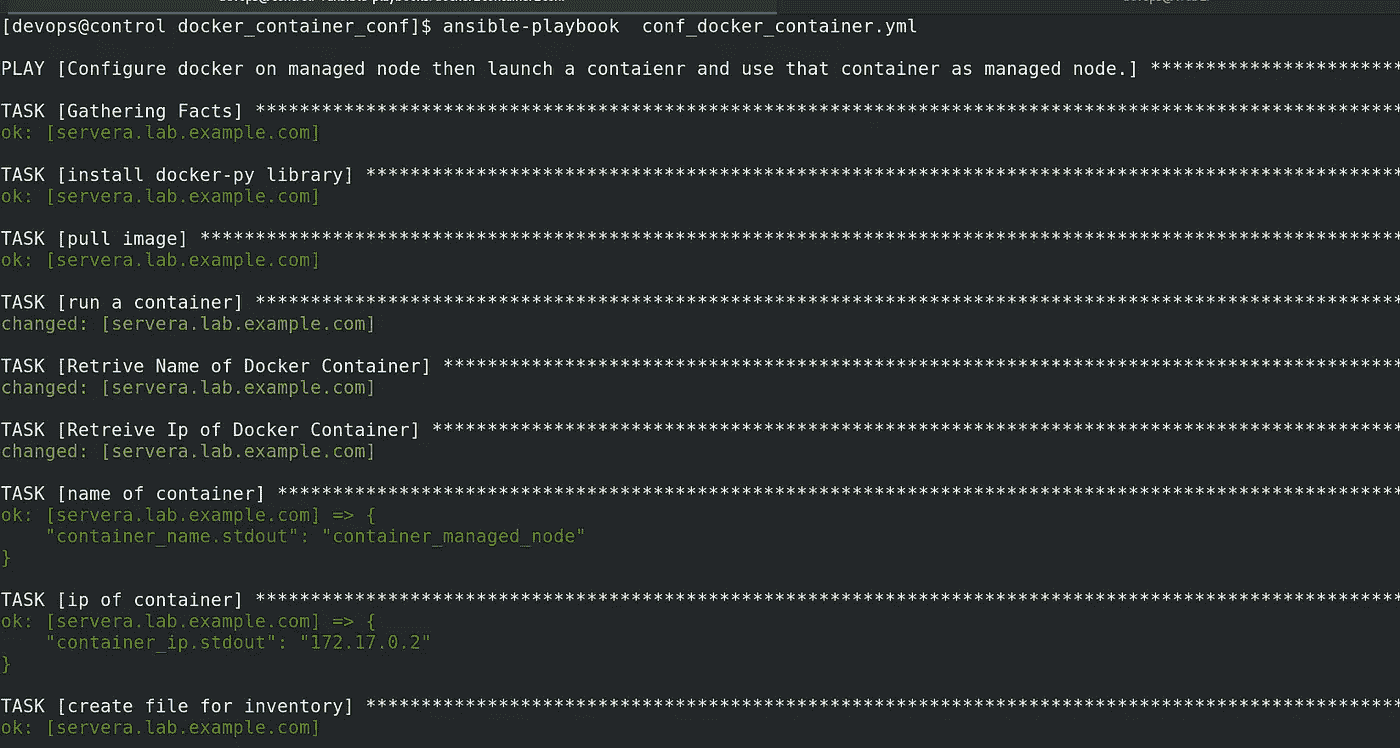 [devops@control docker_container_conf]$ ansible-playbook  conf_docker_container.yml
PLAY [Configure docker on managed node then launch a contaienr and use that container as managed node.] **********************
TASK [Gathering Facts] *******************************************************************************************************
ok: [servera.lab.example.com]
TASK [install docker-py library] *********************************************************************************************
ok: [servera.lab.example.com]
TASK [pull image] ************************************************************************************************************
ok: [servera.lab.example.com]
TASK [run a container] *******************************************************************************************************
changed: [servera.lab.example.com]
TASK [Retrive Name of Docker Container] **************************************************************************************
changed: [servera.lab.example.com]
TASK [Retreive Ip of Docker Container] ***************************************************************************************
changed: [servera.lab.example.com]
TASK [name of container] *****************************************************************************************************
ok: [servera.lab.example.com] => {
    "container_name.stdout": "container_managed_node"
}
TASK [ip of container] *******************************************************************************************************
ok: [servera.lab.example.com] => {
    "container_ip.stdout": "172.17.0.2"
}
TASK [create file for inventory] *********************************************************************************************
ok: [servera.lab.example.com]